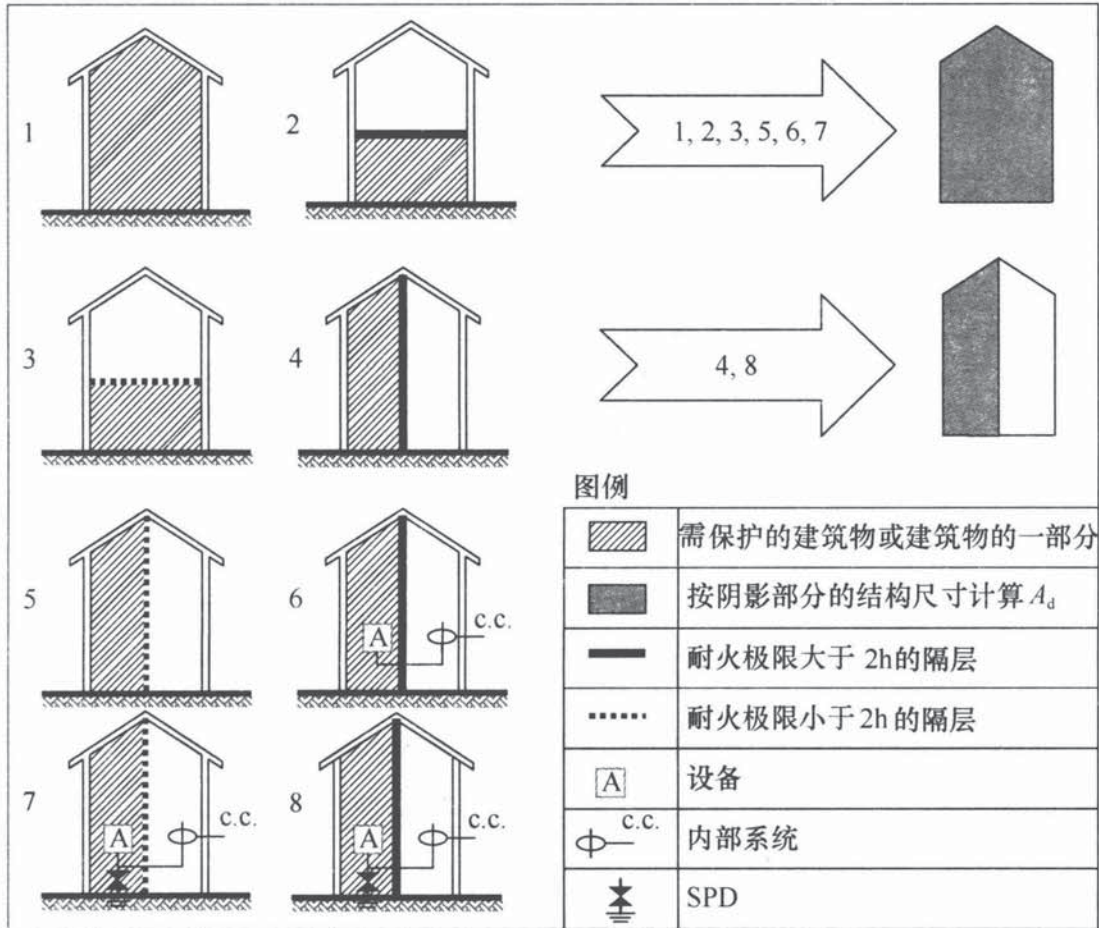 1
2
1, 2, 3, 5, 6, 7
3
4
4, 8
5
6
A
c.c.
7
A
c.c.
8
A
c.c.
图例
需保护的建筑物或建筑物的一部分
按阴影部分的结构尺寸计算 Ad
耐火极限大于 2h的隔层
耐火极限小于 2h的隔层
A 设备
c.c. 内部系统
SPD